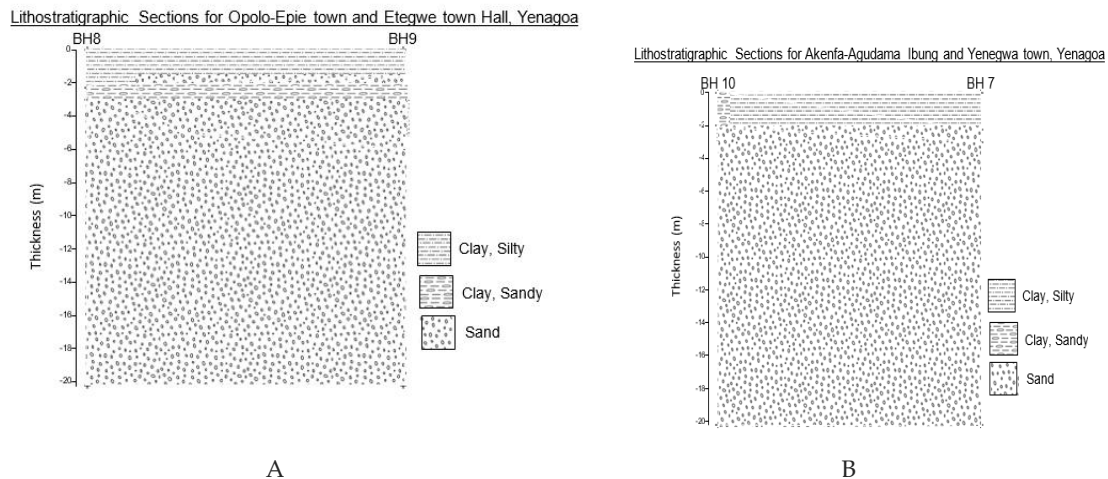 Lithostratigraphic Sections for Opolo-Epie town and Etegwe town Hall, Yenagoa
BH8 BH9
0
-2
-4
-6
-8
-10
-12
-14
-16
-18
-20
Thickness (m)
Clay, Silty
Clay, Sandy
Sand
A
Lithostratigraphic Sections for Akenfa-Agudama Ibung and Yenegwa town, Yenagoa
BH 10 BH 7
0
-2
-4
-6
-8
-10
-12
-14
-16
-18
-20
Thickness (m)
Clay, Silty
Clay, Sandy
Sand
B